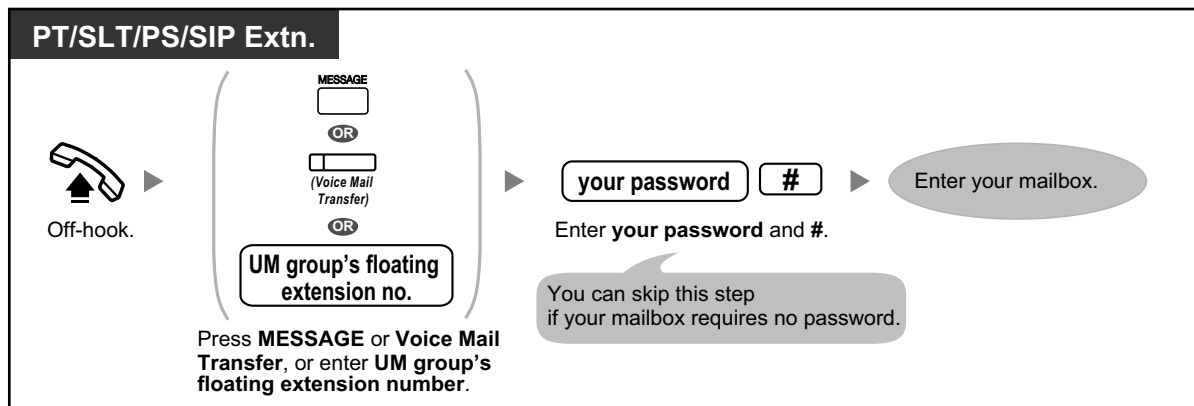 PT/SLT/PS/SIP Extn.
Off-hook.
MESSAGE
OR
(Voice Mail
Transfer)
OR
UM group's floating
extension no.
Press MESSAGE or Voice Mail
Transfer, or enter UM group's
floating extension number.
your password #
Enter your password and #.
You can skip this step
if your mailbox requires no password.
Enter your mailbox.